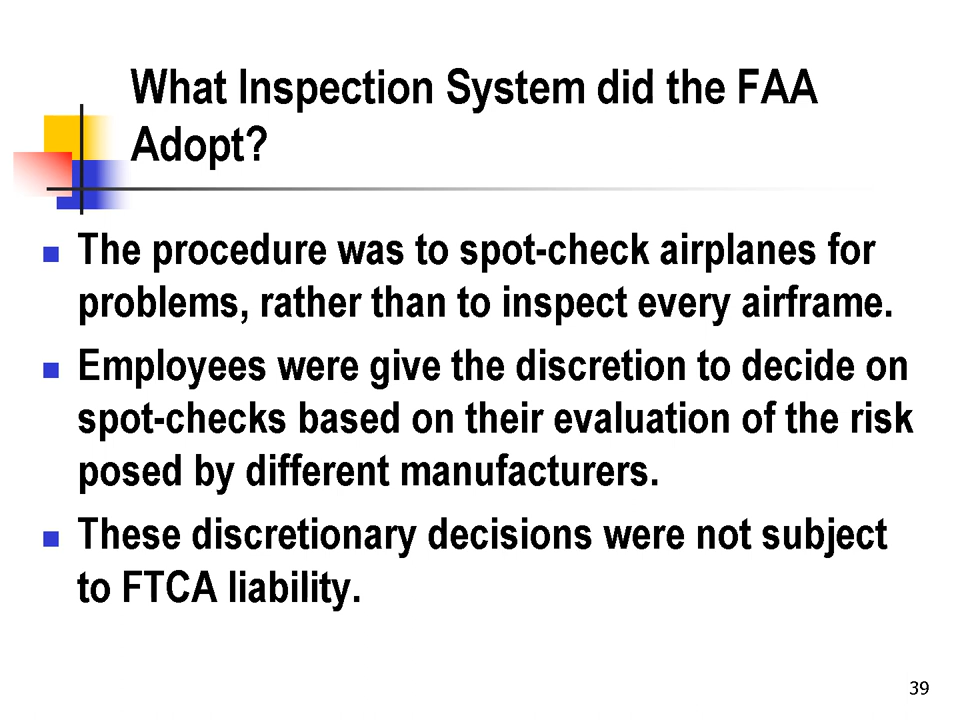 What Inspection System did the FAA
Adopt?
The procedure was to spot-check airplanes for
problems, rather than to inspect every airframe.
Employees were give the discretion to decide on
spot-checks based on their evaluation of the risk
posed by different manufacturers.
These discretionary decisions were not subject
to FTCA liability.
39